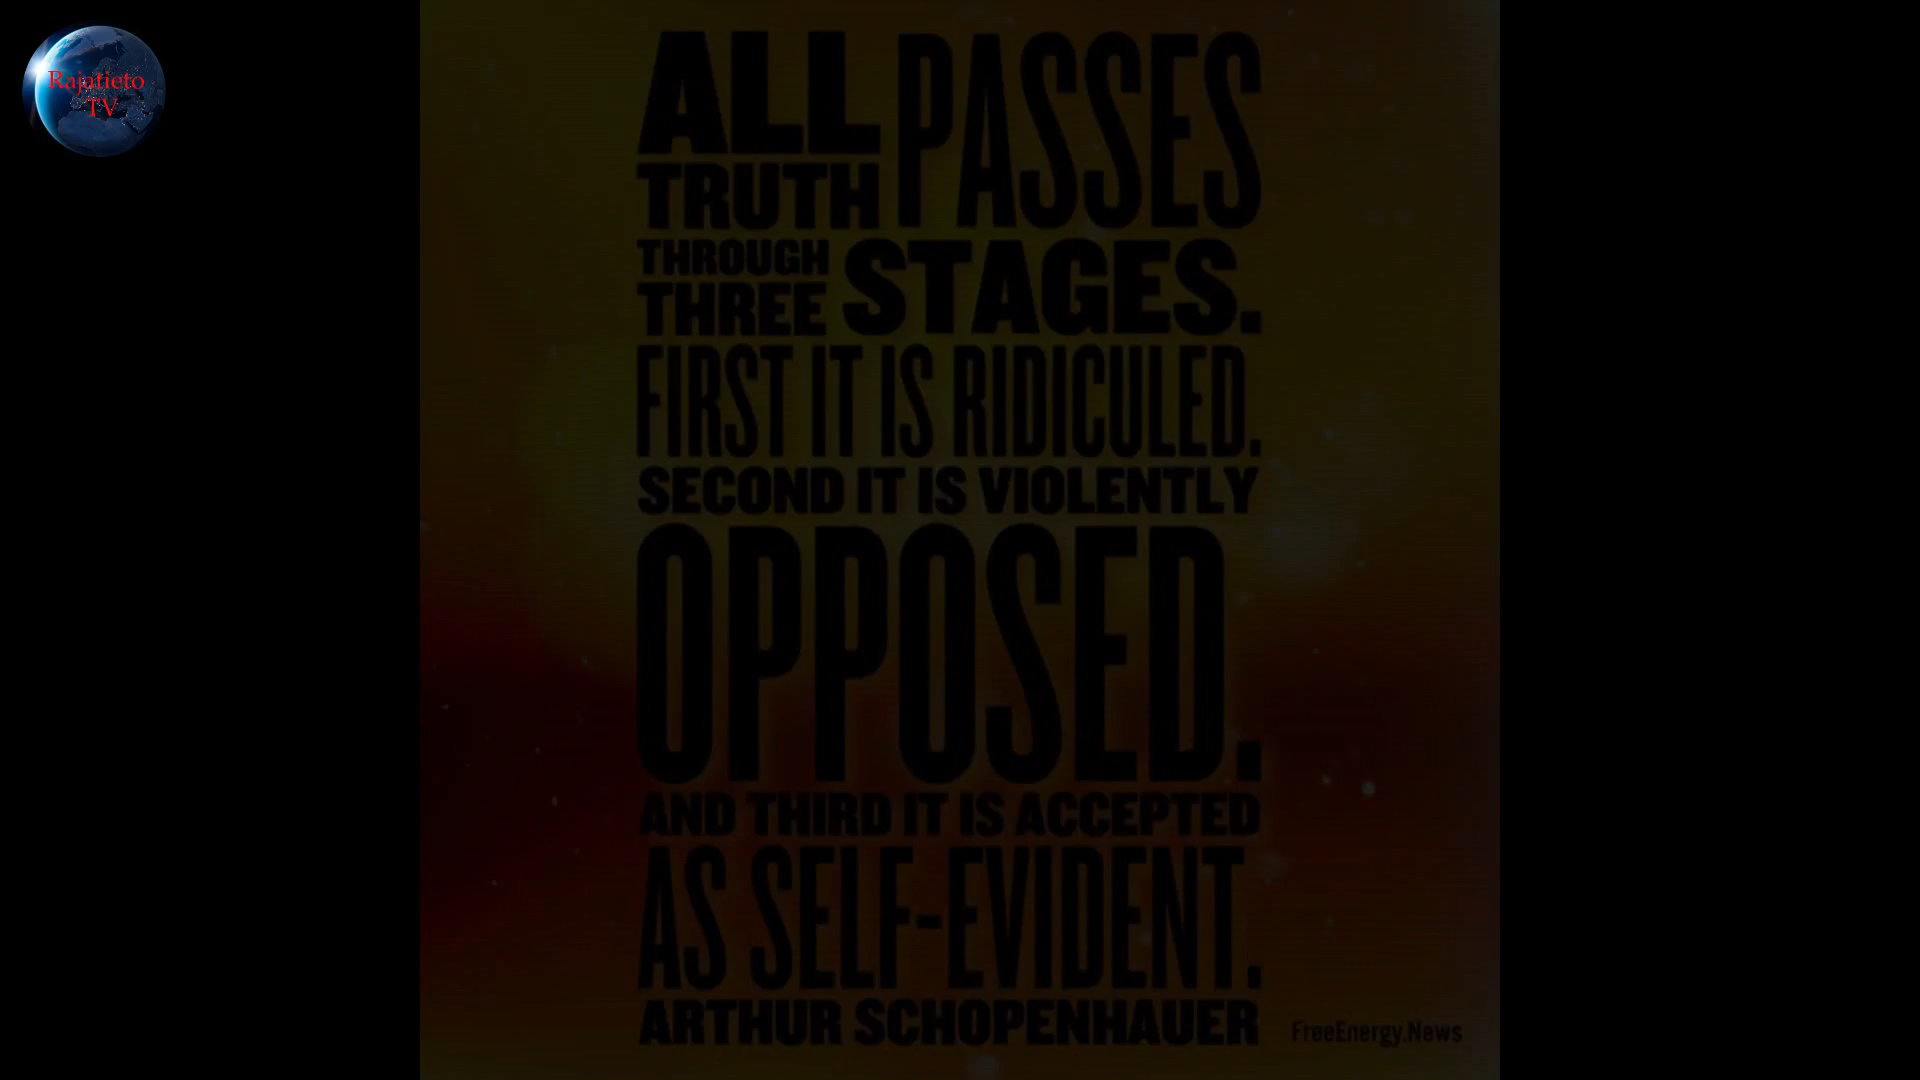 Rajatieto
TV
ALL PASSES
TRUTH
THROUGH
THREE STAGES.
FIRST IT IS RIDICULED.
SECOND IT IS VIOLENTLY
OPPOSED.
AND THIRD IT IS ACCEPTED
AS SELF-EVIDENT.
ARTHUR SCHOPENHAUER
FreeEnergy.News